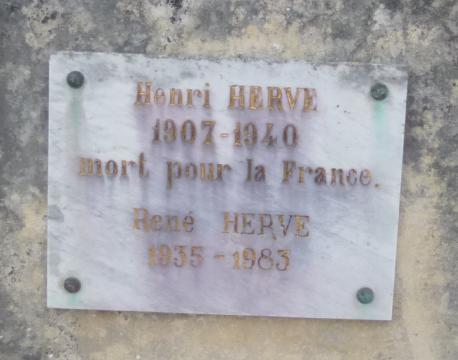 Henri HERVE
1907-1940
mort pour la France.
René HERVE
1935-1983